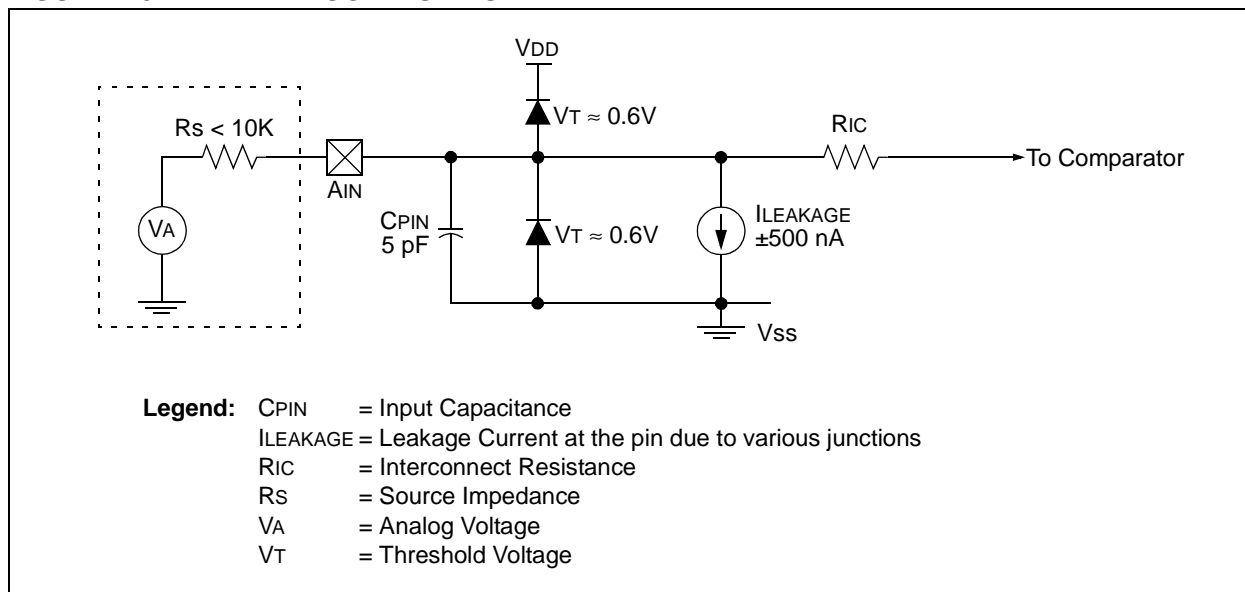 VDD
VT ≈ 0.6V
RS < 10K
RIC
To Comparator
AIN
VA
CPIN
5 pF
VT ≈ 0.6V
ILEAKAGE
±500 nA
VSS
Legend: CPIN = Input Capacitance
ILEAKAGE = Leakage Current at the pin due to various junctions
RIC = Interconnect Resistance
RS = Source Impedance
VA = Analog Voltage
VT = Threshold Voltage